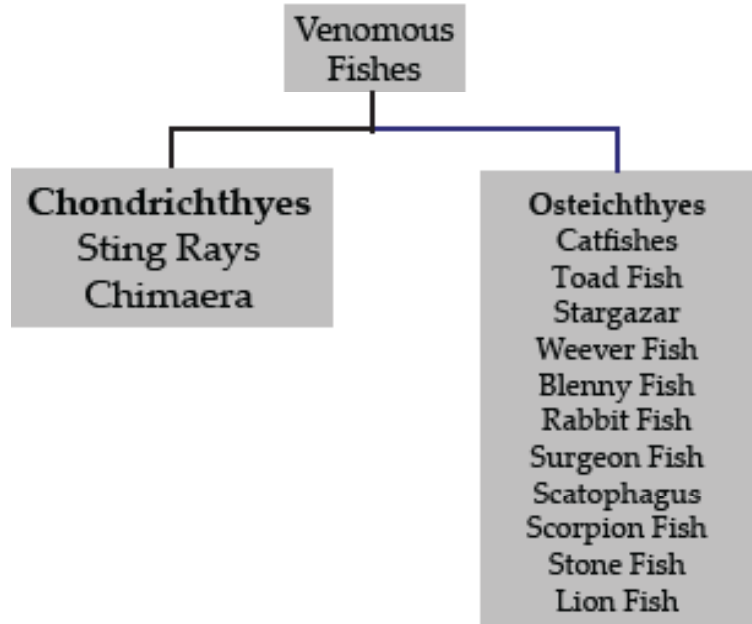 Venomous
Fishes
Chondrichthyes
Sting Rays
Chimaera
Osteichthyes
Catfishes
Toad Fish
Stargazar
Weever Fish
Blenny Fish
Rabbit Fish
Surgeon Fish
Scatophagus
Scorpion Fish
Stone Fish
Lion Fish